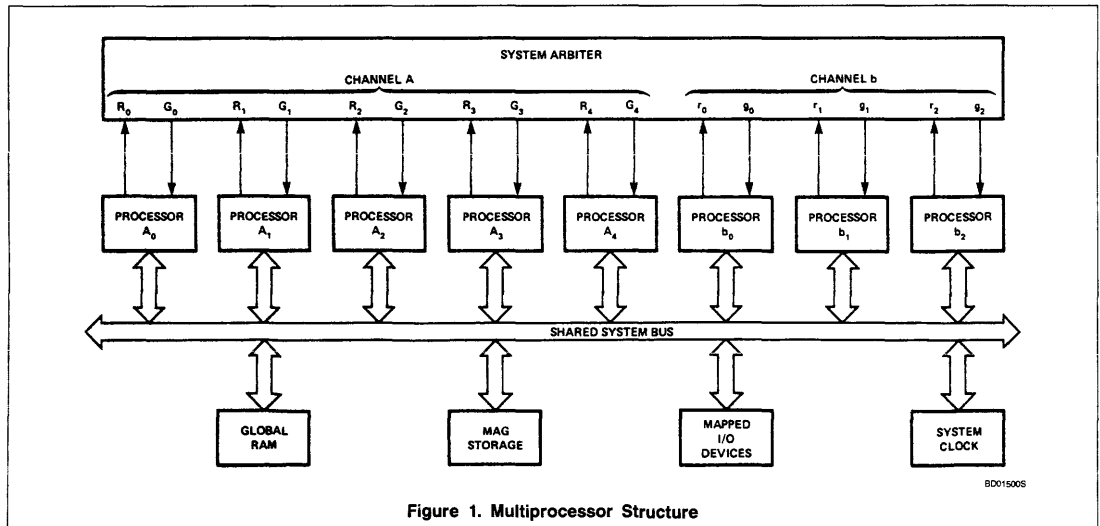 SYSTEM ARBITER
CHANNEL A
CHANNEL b
R0 G0 R1 G1 R2 G2 R3 G3 R4 G4 r0 g0 r1 g1 r2 g2
PROCESSOR
A0
PROCESSOR
A1
PROCESSOR
A2
PROCESSOR
A3
PROCESSOR
A4
PROCESSOR
b0
PROCESSOR
b1
PROCESSOR
b2
SHARED SYSTEM BUS
GLOBAL
RAM
MAG
STORAGE
MAPPED
I/O
DEVICES
SYSTEM
CLOCK
BD01500S
Figure 1. Multiprocessor Structure